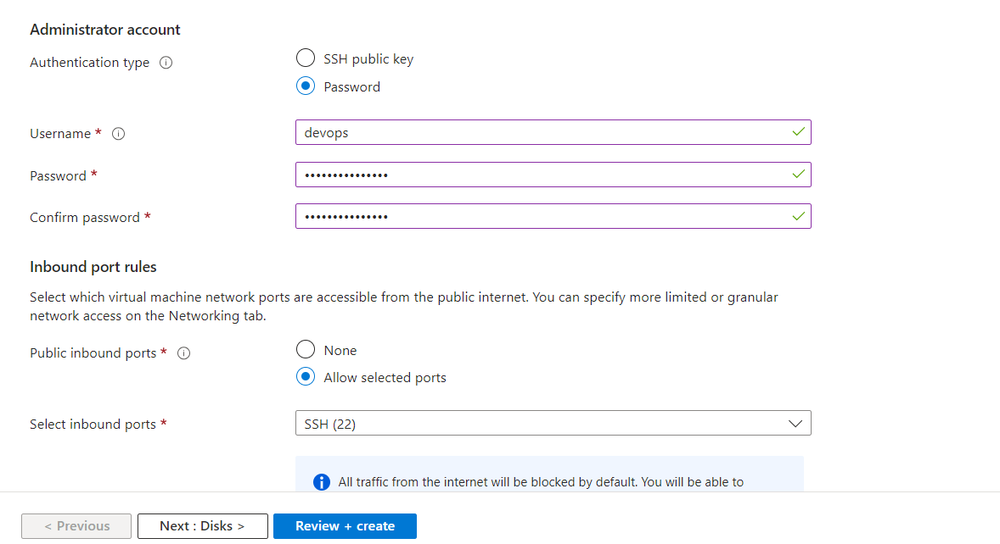 Administrator account
Authentication type
SSH public key
Password
Username *
devops
Password *
•••••••••••••••
Confirm password *
•••••••••••••••
Inbound port rules
Select which virtual machine network ports are accessible from the public internet. You can specify more limited or granular
network access on the Networking tab.
Public inbound ports *
None
Allow selected ports
Select inbound ports *
SSH (22)
All traffic from the internet will be blocked by default. You will be able to
< Previous
Next : Disks >
Review + create